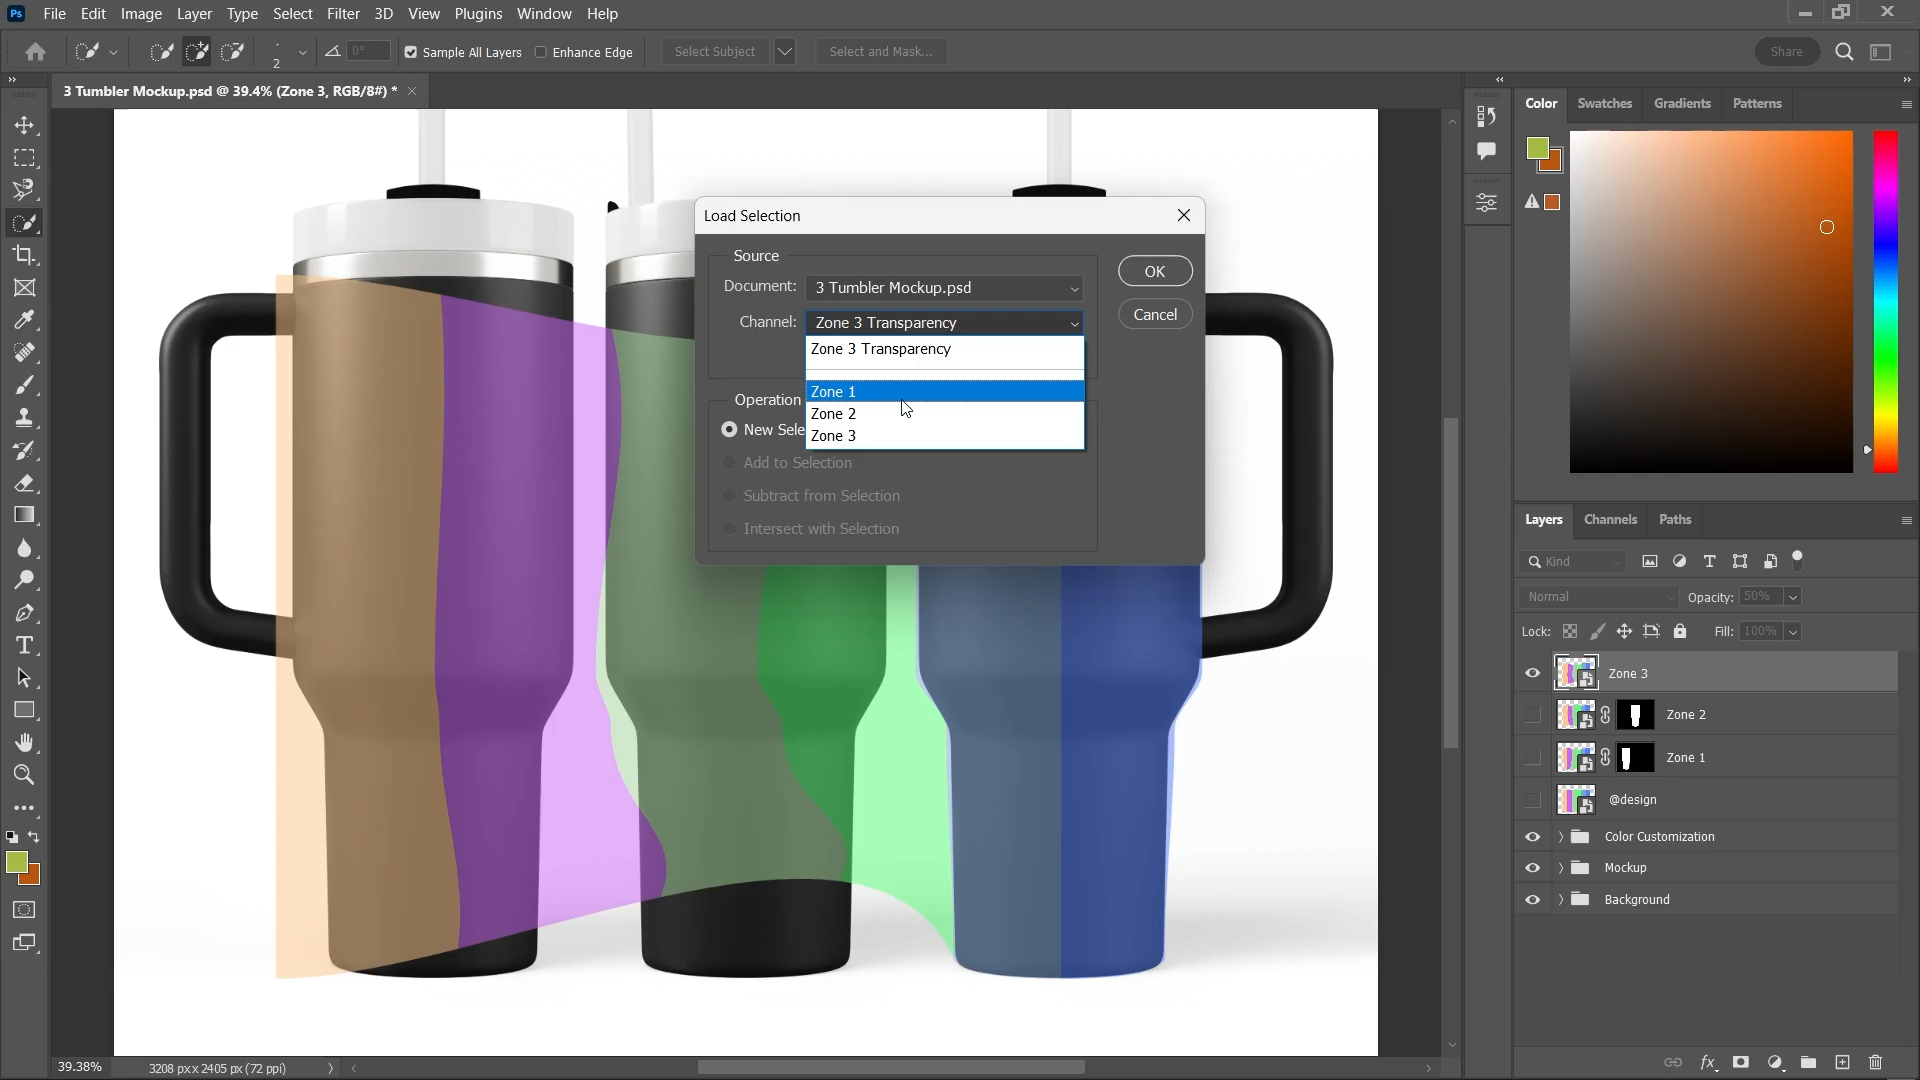 Ps File Edit Image Layer Type Select Filter 3D View Plugins Window Help
2 0° Sample All Layers Enhance Edge Select Subject Select and Mask... Share
3 Tumbler Mockup.psd @ 39.4% (Zone 3, RGB/8#) *
Color Swatches Gradients Patterns
Load Selection
Source
Document: 3 Tumbler Mockup.psd
OK
Channel: Zone 3 Transparency
Cancel
Zone 3 Transparency
Zone 1
Zone 2
Zone 3
Operation
New Sele
Add to Selection
Subtract from Selection
Intersect with Selection
Layers Channels Paths
Kind
Normal Opacity: 50%
Lock: Fill: 100%
Zone 3
Zone 2
Zone 1
@design
Color Customization
Mockup
Background
fx
39.38% 3208 px x 2405 px (72 ppi)